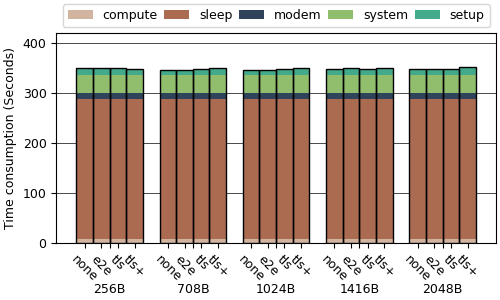 compute sleep modem system setup
Time consumption (Seconds)
400
300
200
100
0
none e2e tls tls+ none e2e tls tls+ none e2e tls tls+ none e2e tls tls+ none e2e tls tls+
256B 708B 1024B 1416B 2048B